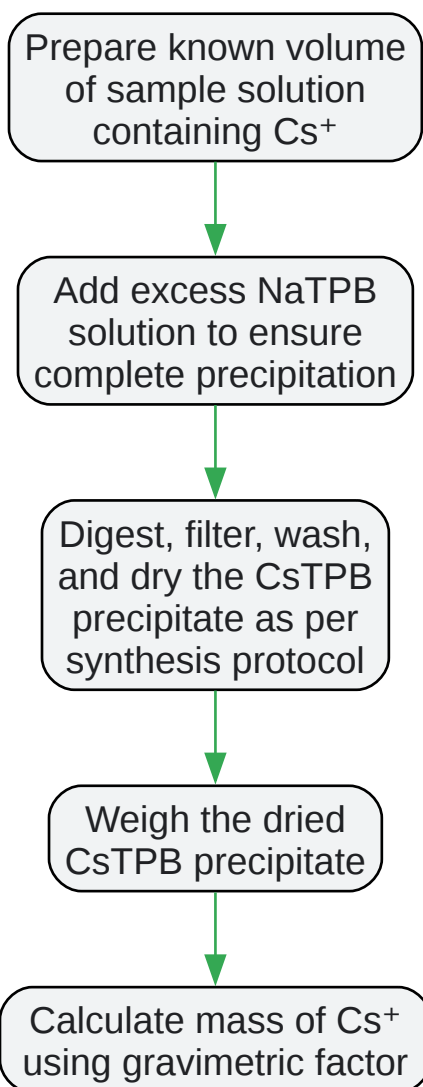 Prepare known volume
of sample solution
containing Cs⁺
Add excess NaTPB
solution to ensure
complete precipitation
Digest, filter, wash,
and dry the CsTPB
precipitate as per
synthesis protocol
Weigh the dried
CsTPB precipitate
Calculate mass of Cs⁺
using gravimetric factor